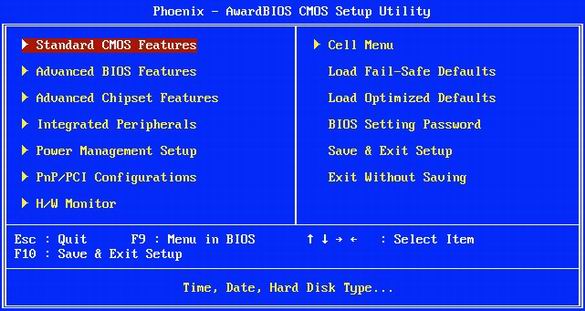 Phoenix - AwardBIOS CMOS Setup Utility
Standard CMOS Features
Advanced BIOS Features
Advanced Chipset Features
Integrated Peripherals
Power Management Setup
PnP/PCI Configurations
H/W Monitor
Cell Menu
Load Fail-Safe Defaults
Load Optimized Defaults
BIOS Setting Password
Save & Exit Setup
Exit Without Saving
Esc : Quit F9 : Menu in BIOS ↑ ↓ → ← : Select Item
F10 : Save & Exit Setup
Time, Date, Hard Disk Type...